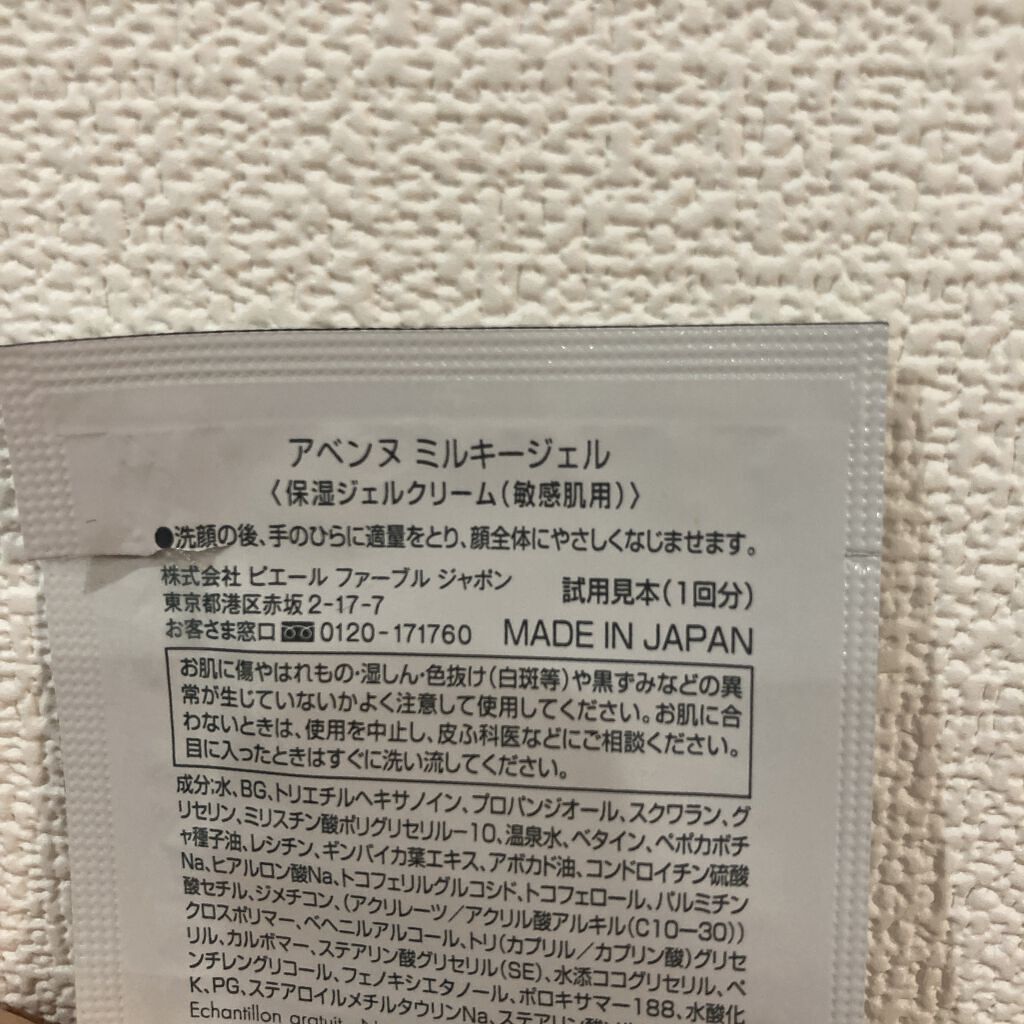 アベンヌ ミルキージェル
〈保湿ジェルクリーム(敏感肌用)〉
●洗顔の後、手のひらに適量をとり、顔全体にやさしくなじませます。
株式会社 ピエール ファーブル ジャポン
試用見本(1回分)
東京都港区赤坂2-17-7
お客さま窓口 0120-171760 MADE IN JAPAN
お肌に傷やはれもの・湿しん・色抜け(白斑等)や黒ずみなどの異
常が生じていないかよく注意して使用してください。お肌に合
わないときは、使用を中止し、皮ふ科医などにご相談ください。
目に入ったときはすぐに洗い流してください。
成分:水、BG、トリエチルヘキサノイン、プロパンジオール、スクワラン、グ
リセリン、ミリスチン酸ポリグリセリル-10、温泉水、ベタイン、ペポカボチ
ャ種子油、レシチン、ギンバイカ葉エキス、アボカド油、コンドロイチン硫酸
Na、ヒアルロン酸Na、トコフェリルグルコシド、トコフェロール、パルミチン
酸セチル、ジメチコン、(アクリレーツ/アクリル酸アルキル(C10-30))
クロスポリマー、ベヘニルアルコール、トリ(カプリル/カプリン酸)グリセ
リル、カルボマー、ステアリン酸グリセリル(SE)、水添ココグリセリル、ペ
ンチレングリコール、フェノキシエタノール、ポロキサマー188、水酸化
K、PG、ステアロイルメチルタウリンNa、ステアリン酸
Echantillon gratuit